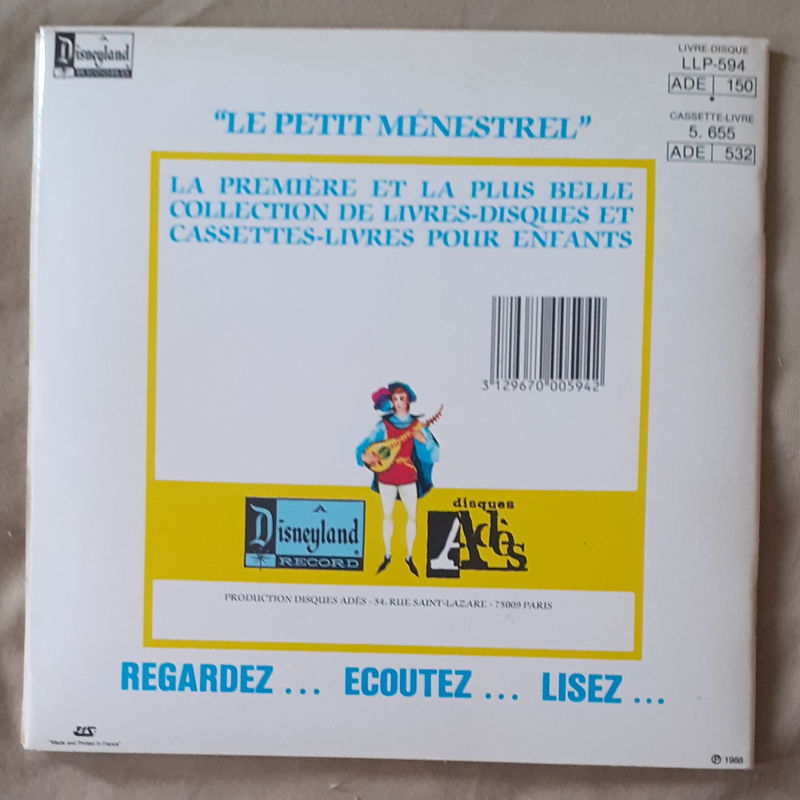 A
Disneyland
RECORD
LIVRE-DISQUE
LLP-594
ADE 150
CASSETTE-LIVRE
5. 655
ADE 532
"LE PETIT MÉNESTREL"
LA PREMIÈRE ET LA PLUS BELLE
COLLECTION DE LIVRES-DISQUES ET
CASSETTES-LIVRES POUR ENFANTS
3 129670 005942
A
Disneyland
RECORD
disques
Adès
PRODUCTION DISQUES ADÈS - 54, RUE SAINT-LAZARE - 75009 PARIS
REGARDEZ ... ECOUTEZ ... LISEZ ...
"Made and Printed in France"
Ⓟ 1988